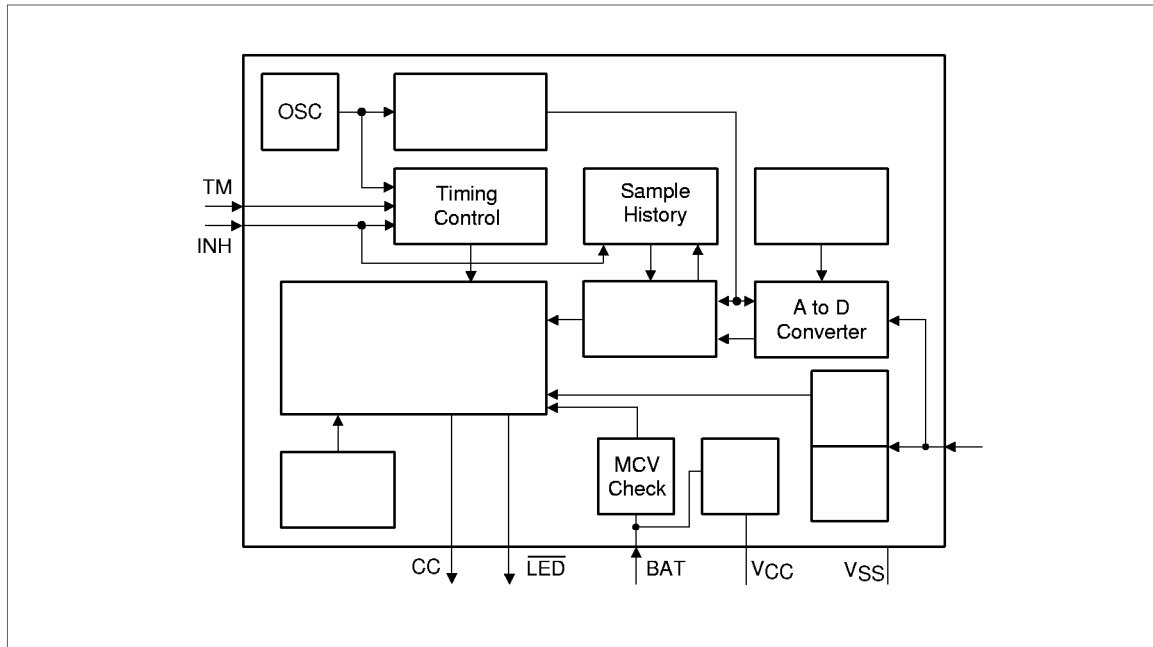 OSC
TM
INH
Timing
Control
Sample
History
A to D
Converter
MCV
Check
CC
LED
BAT
VCC
VSS